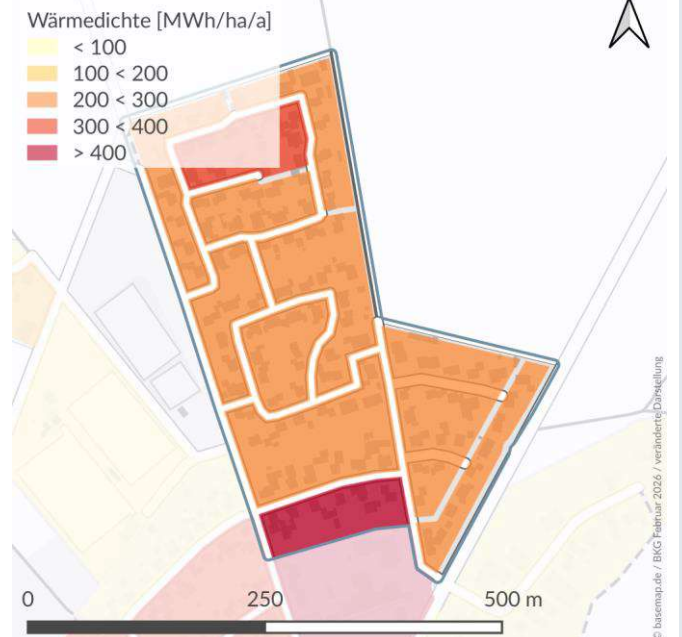 Wärmedichte [MWh/ha/a]
< 100
100 < 200
200 < 300
300 < 400
> 400
0 250 500 m
© basemap.de / BKG Februar 2026 / veränderte Darstellung